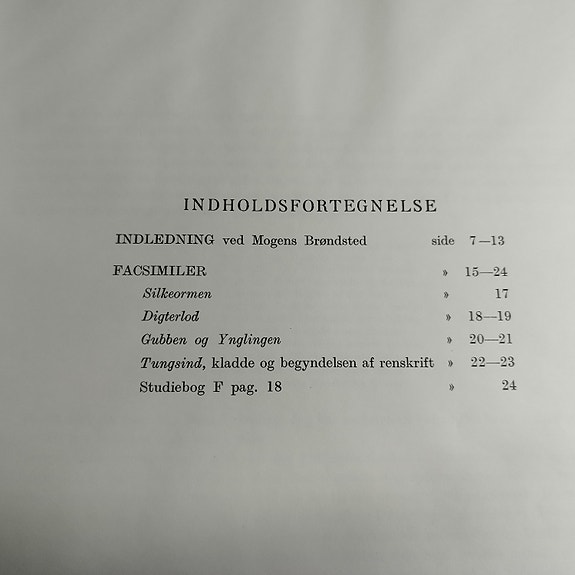 INDHOLDSFORTEGNELSE
INDLEDNING ved Mogens Brøndsted side 7—13
FACSIMILER » 15—24
Silkeormen » 17
Digterlod » 18—19
Gubben og Ynglingen » 20—21
Tungsind, kladde og begyndelsen af renskrift » 22—23
Studiebog F pag. 18 » 24